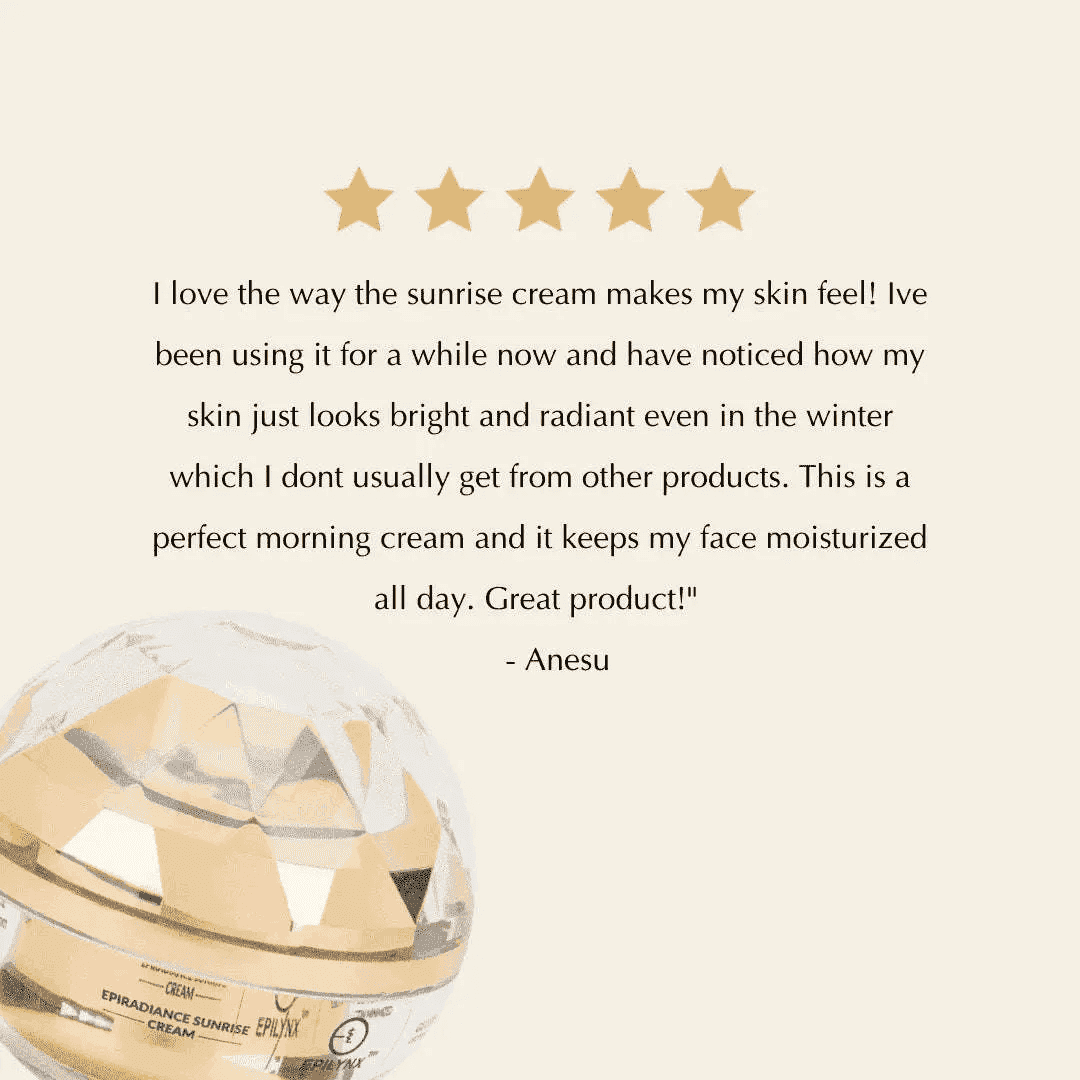 I love the way the sunrise cream makes my skin feel! Ive
been using it for a while now and have noticed how my
skin just looks bright and radiant even in the winter
which I dont usually get from other products. This is a
perfect morning cream and it keeps my face moisturized
all day. Great product!"
- Anesu
CREAM
EPIRADIANCE SUNRISE
CREAM
EPILYNX
EPILYNX